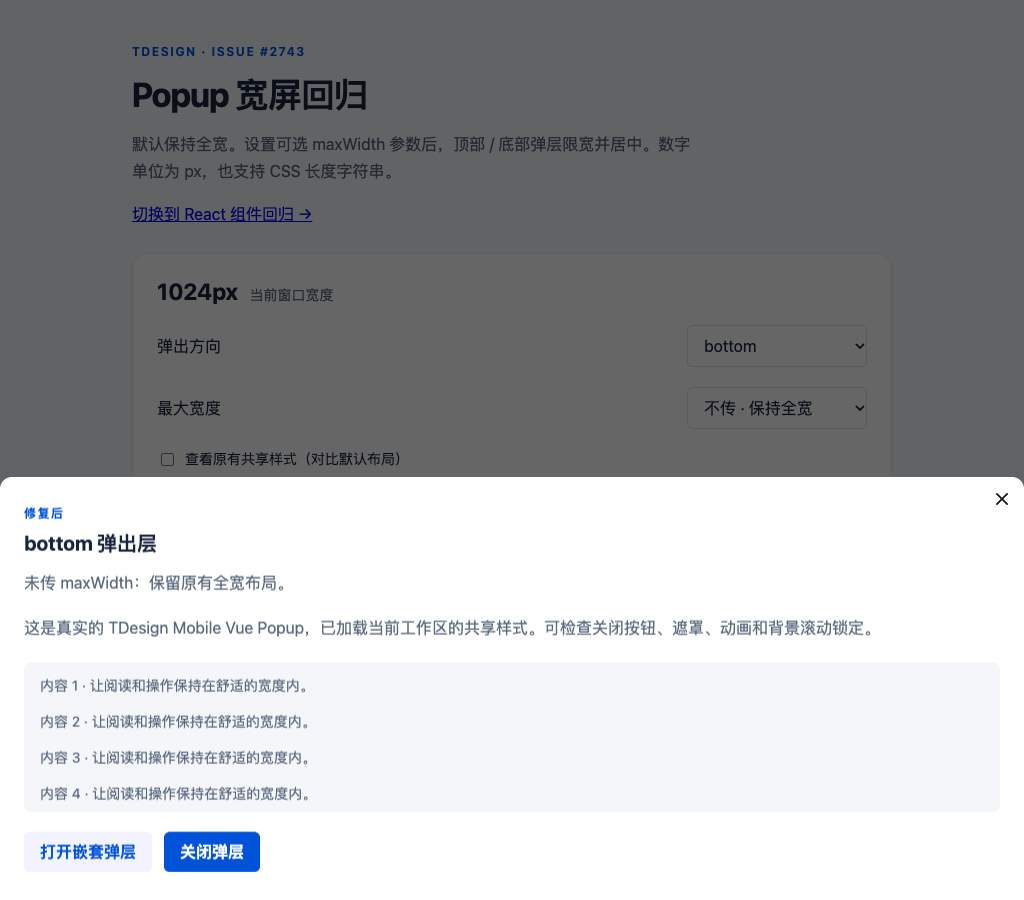 TDESIGN · ISSUE #2743
Popup 宽屏回归
默认保持全宽。设置可选 maxWidth 参数后，顶部 / 底部弹层限宽并居中。数字
单位为 px，也支持 CSS 长度字符串。
切换到 React 组件回归 →
1024px 当前窗口宽度
弹出方向
bottom
最大宽度
不传 · 保持全宽
查看原有共享样式（对比默认布局）
修复后
bottom 弹出层
未传 maxWidth：保留原有全宽布局。
这是真实的 TDesign Mobile Vue Popup，已加载当前工作区的共享样式。可检查关闭按钮、遮罩、动画和背景滚动锁定。
内容 1 · 让阅读和操作保持在舒适的宽度内。
内容 2 · 让阅读和操作保持在舒适的宽度内。
内容 3 · 让阅读和操作保持在舒适的宽度内。
内容 4 · 让阅读和操作保持在舒适的宽度内。
打开嵌套弹层
关闭弹层